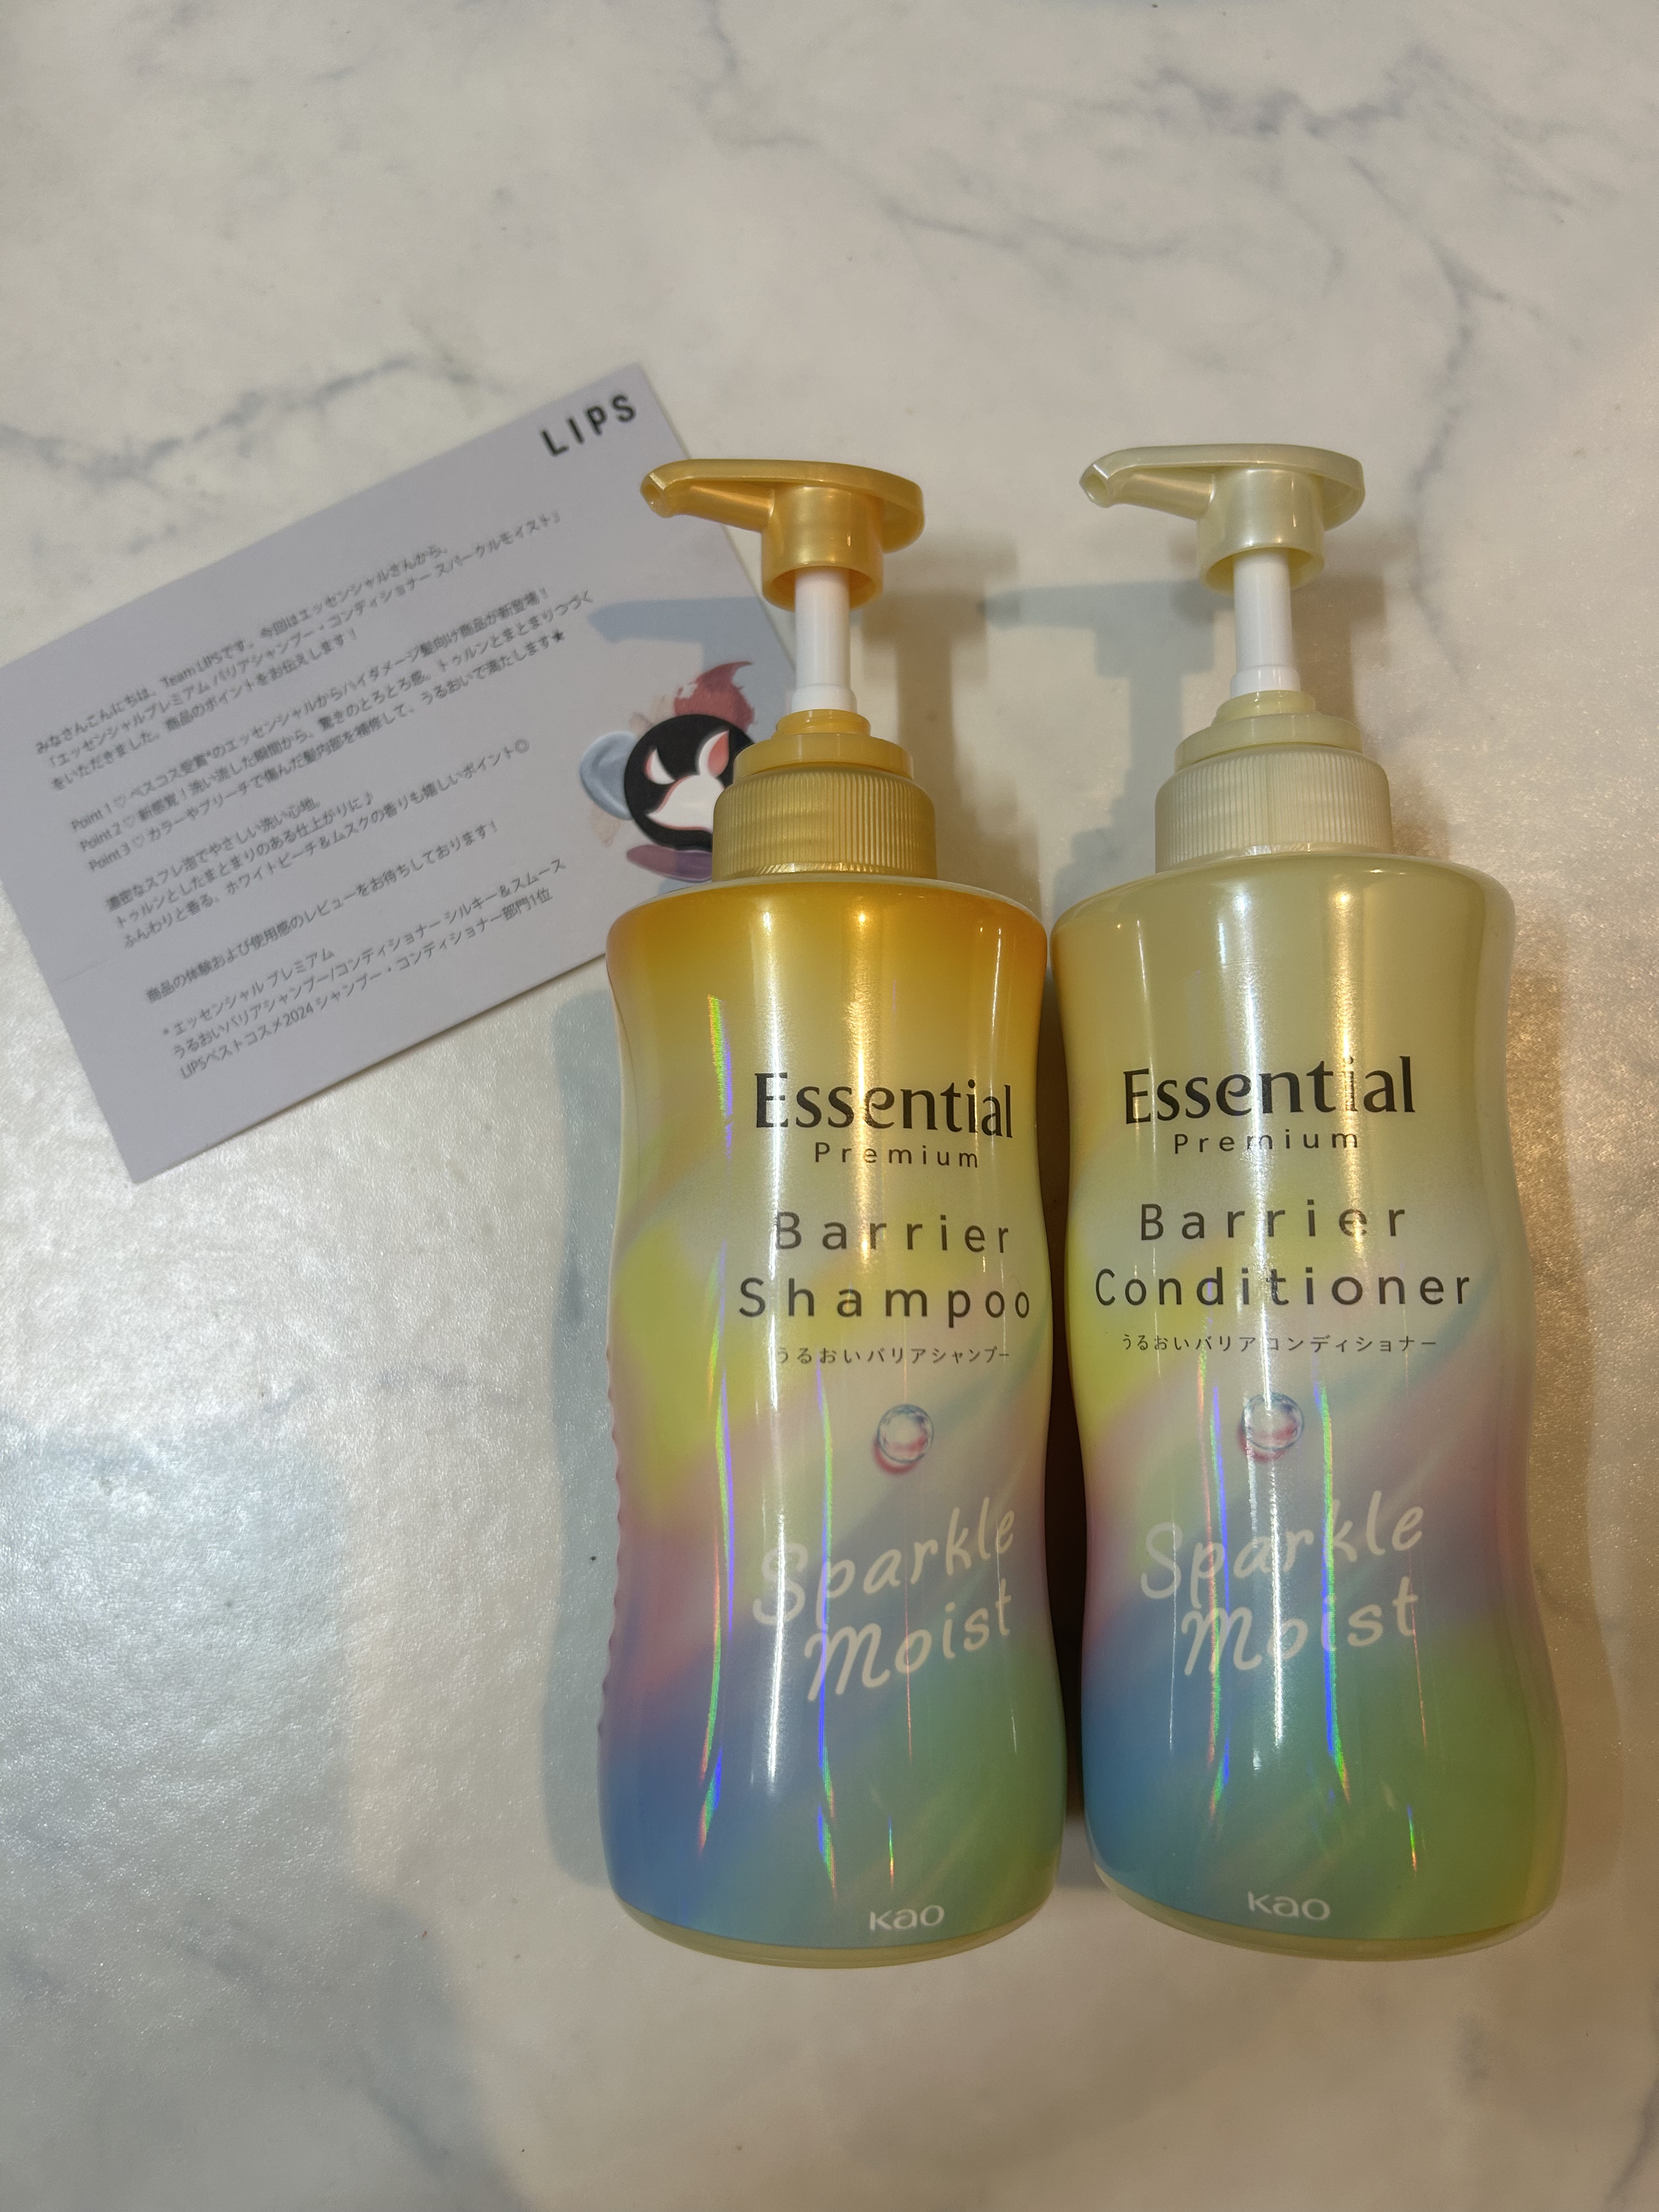 LIPS
みなさんこんにちは、Team LIPSです。今回はエッセンシャルさんから、
「エッセンシャルプレミアム バリアシャンプー・コンディショナー スパークルモイスト』
をいただきました。商品のポイントをお伝えします！
Point 1 ♡ ベスコス受賞*のエッセンシャルからハイダメージ髪向け商品が新登場！
Point 2 ♡ 新感覚！洗い流した瞬間から、驚きのとろとろ感。トゥルンとまとまりつづく
Point 3 ♡ カラーやブリーチで傷んだ髪内部を補修して、うるおいで満たします★
濃密なスフレ泡でやさしい洗い心地。
トゥルンとしたまとまりのある仕上がりに♪
ふんわりと香る、ホワイトピーチ&ムスクの香りも嬉しいポイント◎
商品の体験および使用感のレビューをお待ちしております！
* エッセンシャル プレミアム
うるおいバリアシャンプー/コンディショナー シルキー&スムース
LIPSベストコスメ2024 シャンプー・コンディショナー部門1位
Essential
Premium
Barrier
Shampoo
うるおいバリアシャンプー
Sparkle
Moist
Kao
Essential
Premium
Barrier
Conditioner
うるおいバリアコンディショナー
Sparkle
Moist
Kao